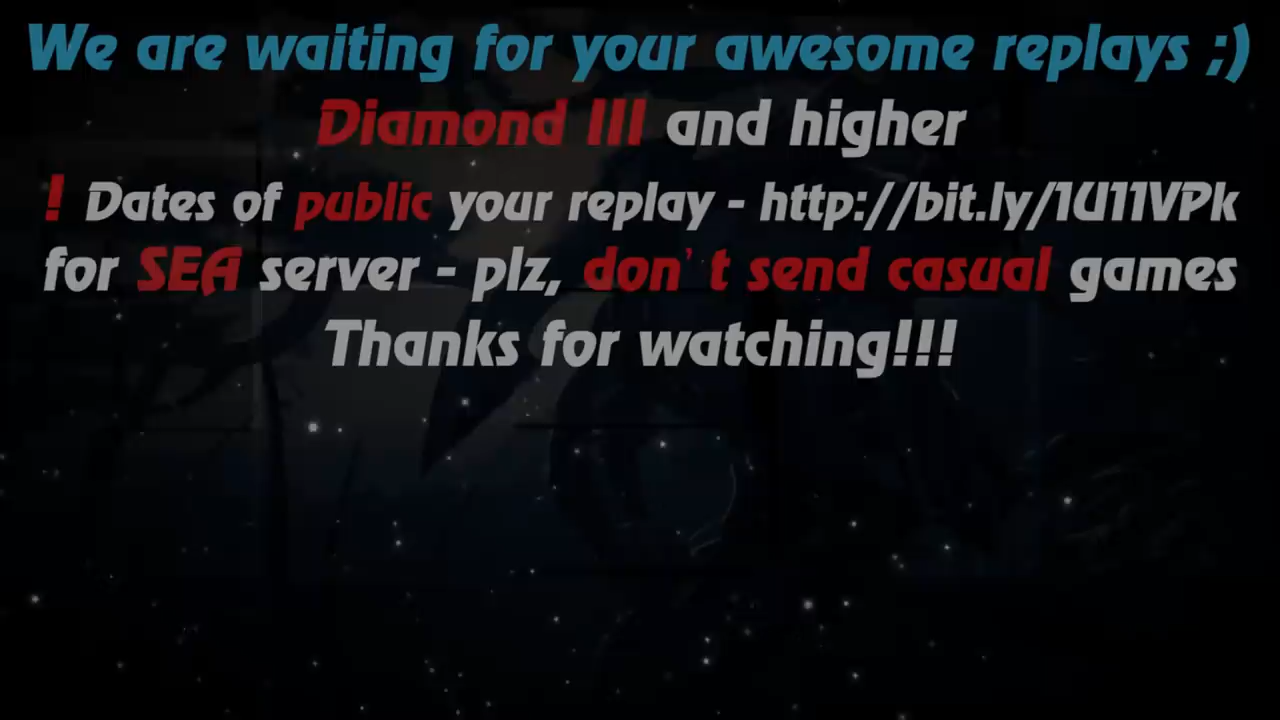 We are waiting for your awesome replays ;)
Diamond III and higher
! Dates of public your replay - http://bit.ly/1U11VPk
for SEA server - plz, don't send casual games
Thanks for watching!!!